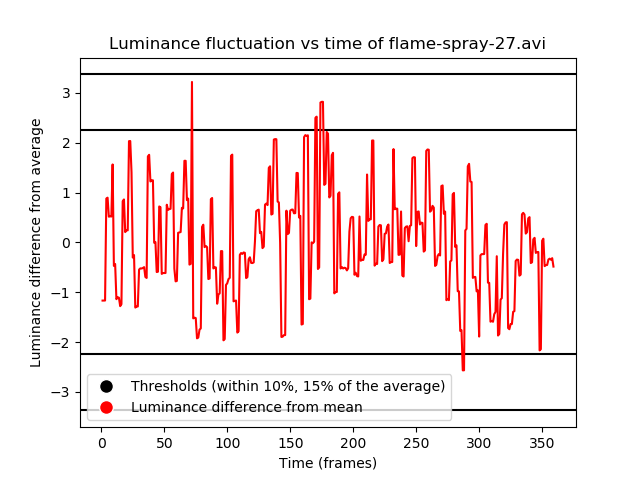 Luminance fluctuation vs time of flame-spray-27.avi
Luminance difference from average
3
2
1
0
−1
−2
−3
Thresholds (within 10%, 15% of the average)
Luminance difference from mean
0 50 100 150 200 250 300 350
Time (frames)